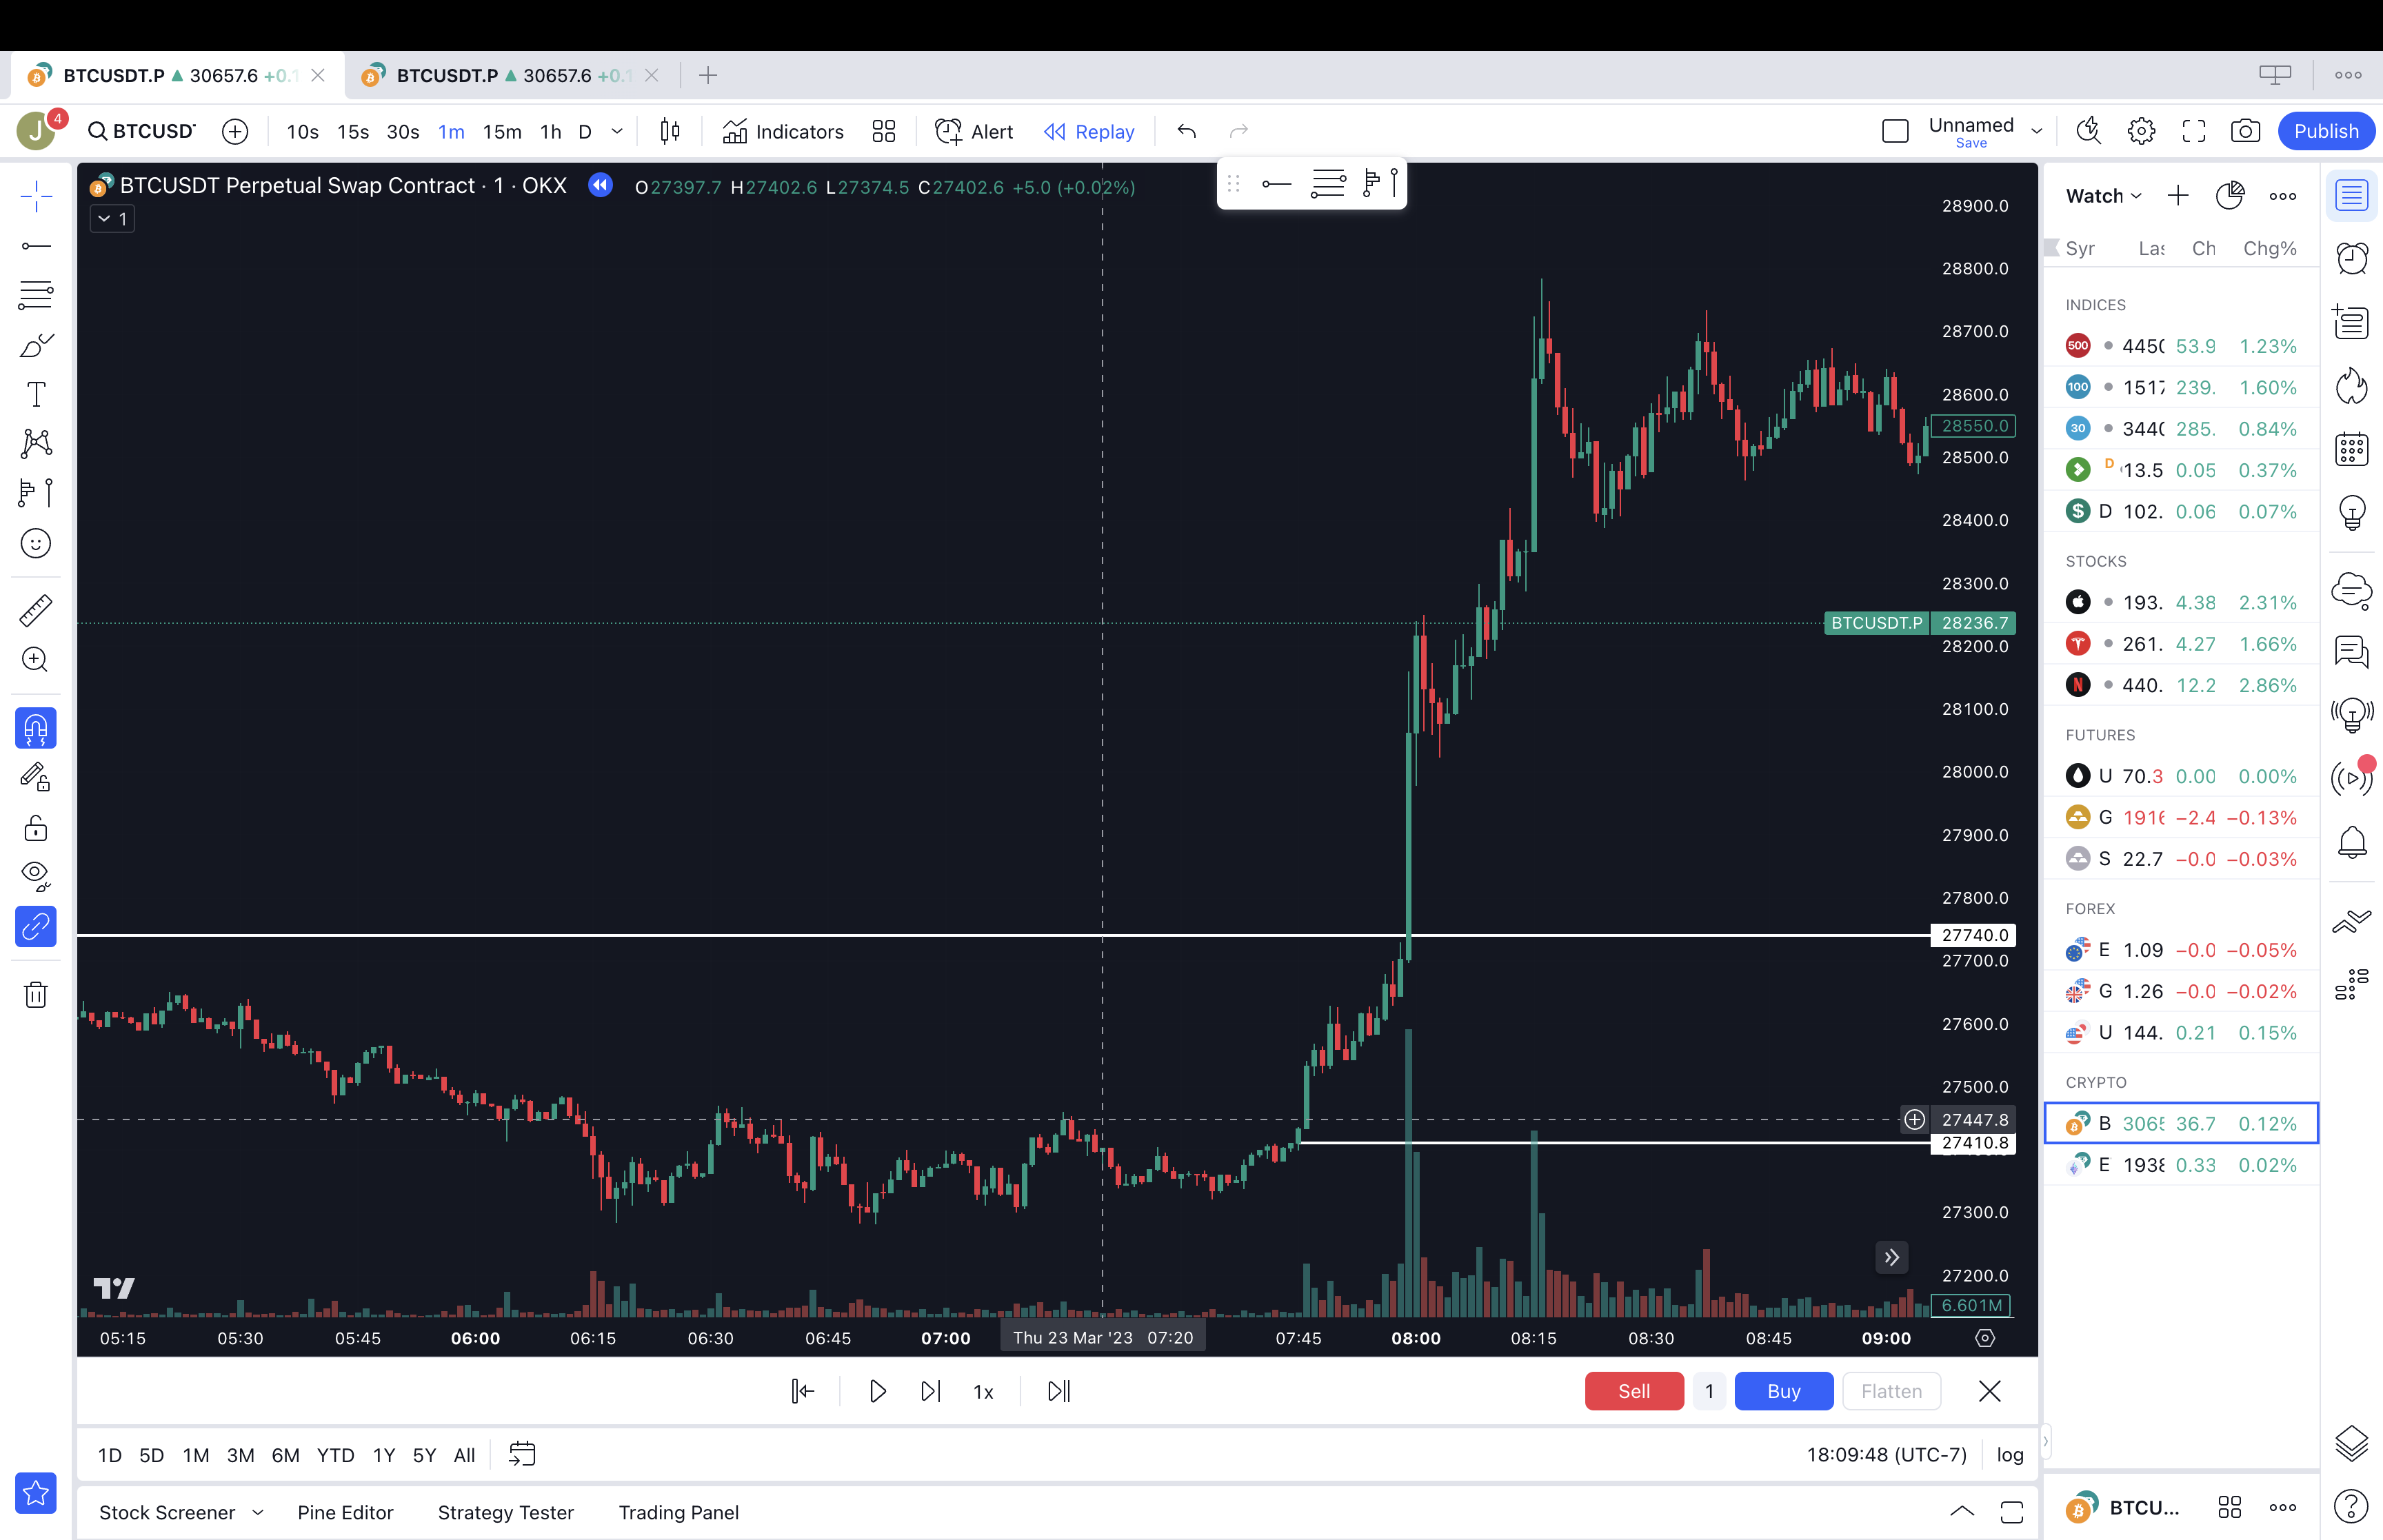 BTCUSDT.P 30657.6 +0.1 BTCUSDT.P 30657.6 +0.1
J 4 BTCUSD 10s 15s 30s 1m 15m 1h D Indicators Alert Replay Unnamed Save Publish
BTCUSDT Perpetual Swap Contract · 1 · OKX O27397.7 H27402.6 L27374.5 C27402.6 +5.0 (+0.02%)
1
28900.0
28800.0
28700.0
28600.0
28550.0
28500.0
28400.0
28300.0
BTCUSDT.P 28236.7
28200.0
28100.0
28000.0
27900.0
27800.0
27740.0
27700.0
27600.0
27500.0
27447.8
27410.8
27300.0
27200.0
6.601M
05:15 05:30 05:45 06:00 06:15 06:30 06:45 07:00 Thu 23 Mar '23 07:20 07:45 08:00 08:15 08:30 08:45 09:00
1x Sell 1 Buy Flatten
1D 5D 1M 3M 6M YTD 1Y 5Y All 18:09:48 (UTC-7) log
Stock Screener Pine Editor Strategy Tester Trading Panel
Watch
Syr Las Ch Chg%
INDICES
500 445 53.9 1.23%
100 1517 239. 1.60%
30 344 285. 0.84%
D 13.5 0.05 0.37%
$ D 102. 0.06 0.07%
STOCKS
193. 4.38 2.31%
261. 4.27 1.66%
N 440. 12.2 2.86%
FUTURES
U 70.3 0.00 0.00%
G 1916 −2.4 −0.13%
S 22.7 −0.0 −0.03%
FOREX
E 1.09 −0.0 −0.05%
G 1.26 −0.0 −0.02%
U 144. 0.21 0.15%
CRYPTO
B 3065 36.7 0.12%
E 1938 0.33 0.02%
BTCU...